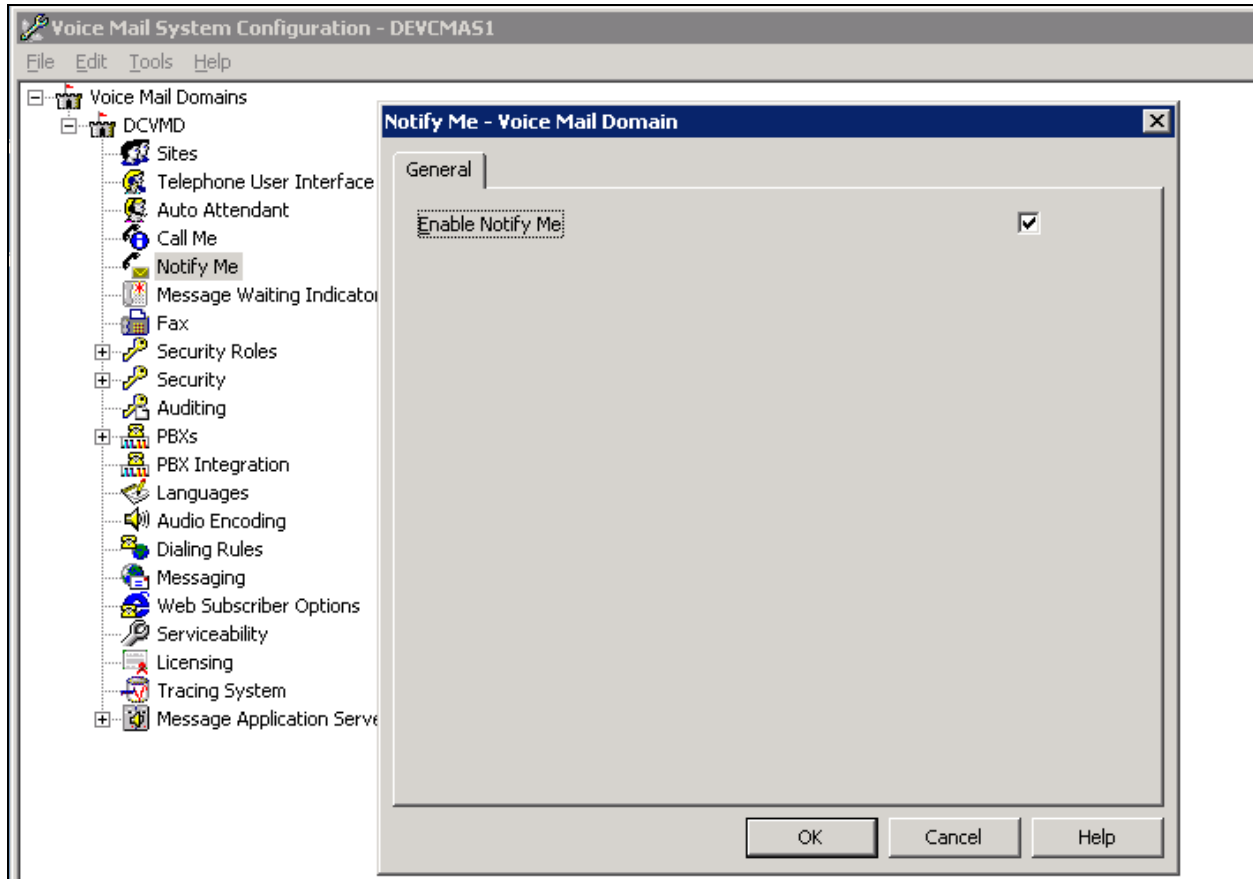 Voice Mail System Configuration - DEVCMAS1
File Edit Tools Help
Voice Mail Domains
DCVMD
Sites
Telephone User Interface
Auto Attendant
Call Me
Notify Me
Message Waiting Indicator
Fax
Security Roles
Security
Auditing
PBXs
PBX Integration
Languages
Audio Encoding
Dialing Rules
Messaging
Web Subscriber Options
Serviceability
Licensing
Tracing System
Message Application Serve
Notify Me - Voice Mail Domain
General
Enable Notify Me
OK Cancel Help